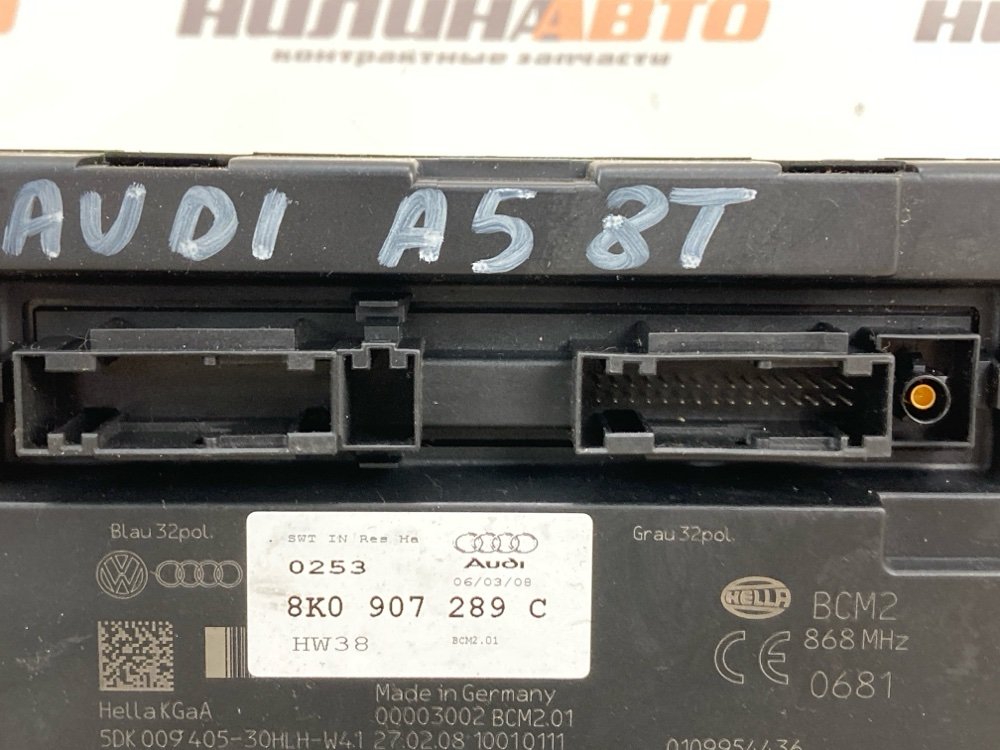 НИЛИНАВТО
контрактные запчасти
AUDI A5 8T
Blau 32pol.
Grau 32pol.
SWT IN Res Ha
Audi
0253
06/03/08
8K0 907 289 C
HW38
BCM2.01
HELLA
BCM2
868 MHz
CE
0681
Made in Germany
Hella KGaA
00003002 BCM2.01
5DK 009 405-30HLH-W41 27.02.08 10010111
0109954436